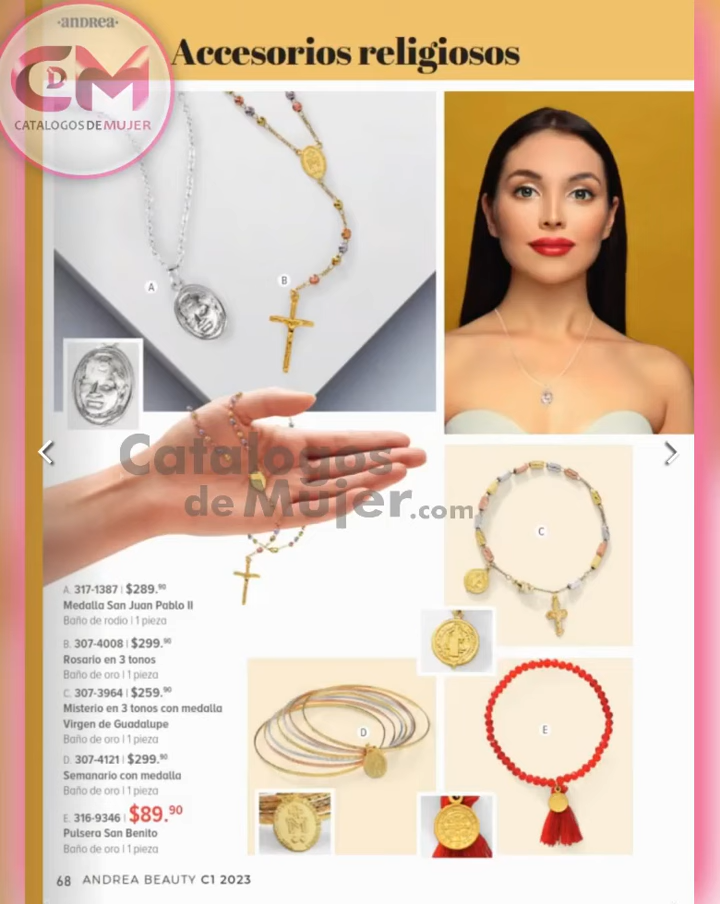 ·ANDREA·
Accesorios religiosos
CDM
CATALOGOS DE MUJER
A
B
Catalogos
de Mujer.com
C
A. 317-1387 | $289.90
Medalla San Juan Pablo II
Baño de rodio | 1 pieza
B. 307-4008 | $299.90
Rosario en 3 tonos
Baño de oro | 1 pieza
C. 307-3964 | $259.90
Misterio en 3 tonos con medalla
Virgen de Guadalupe
Baño de oro | 1 pieza
D. 307-4121 | $299.90
Semanario con medalla
Baño de oro | 1 pieza
E. 316-9346 | $89.90
Pulsera San Benito
Baño de oro | 1 pieza
D
E
68 ANDREA BEAUTY C1 2023